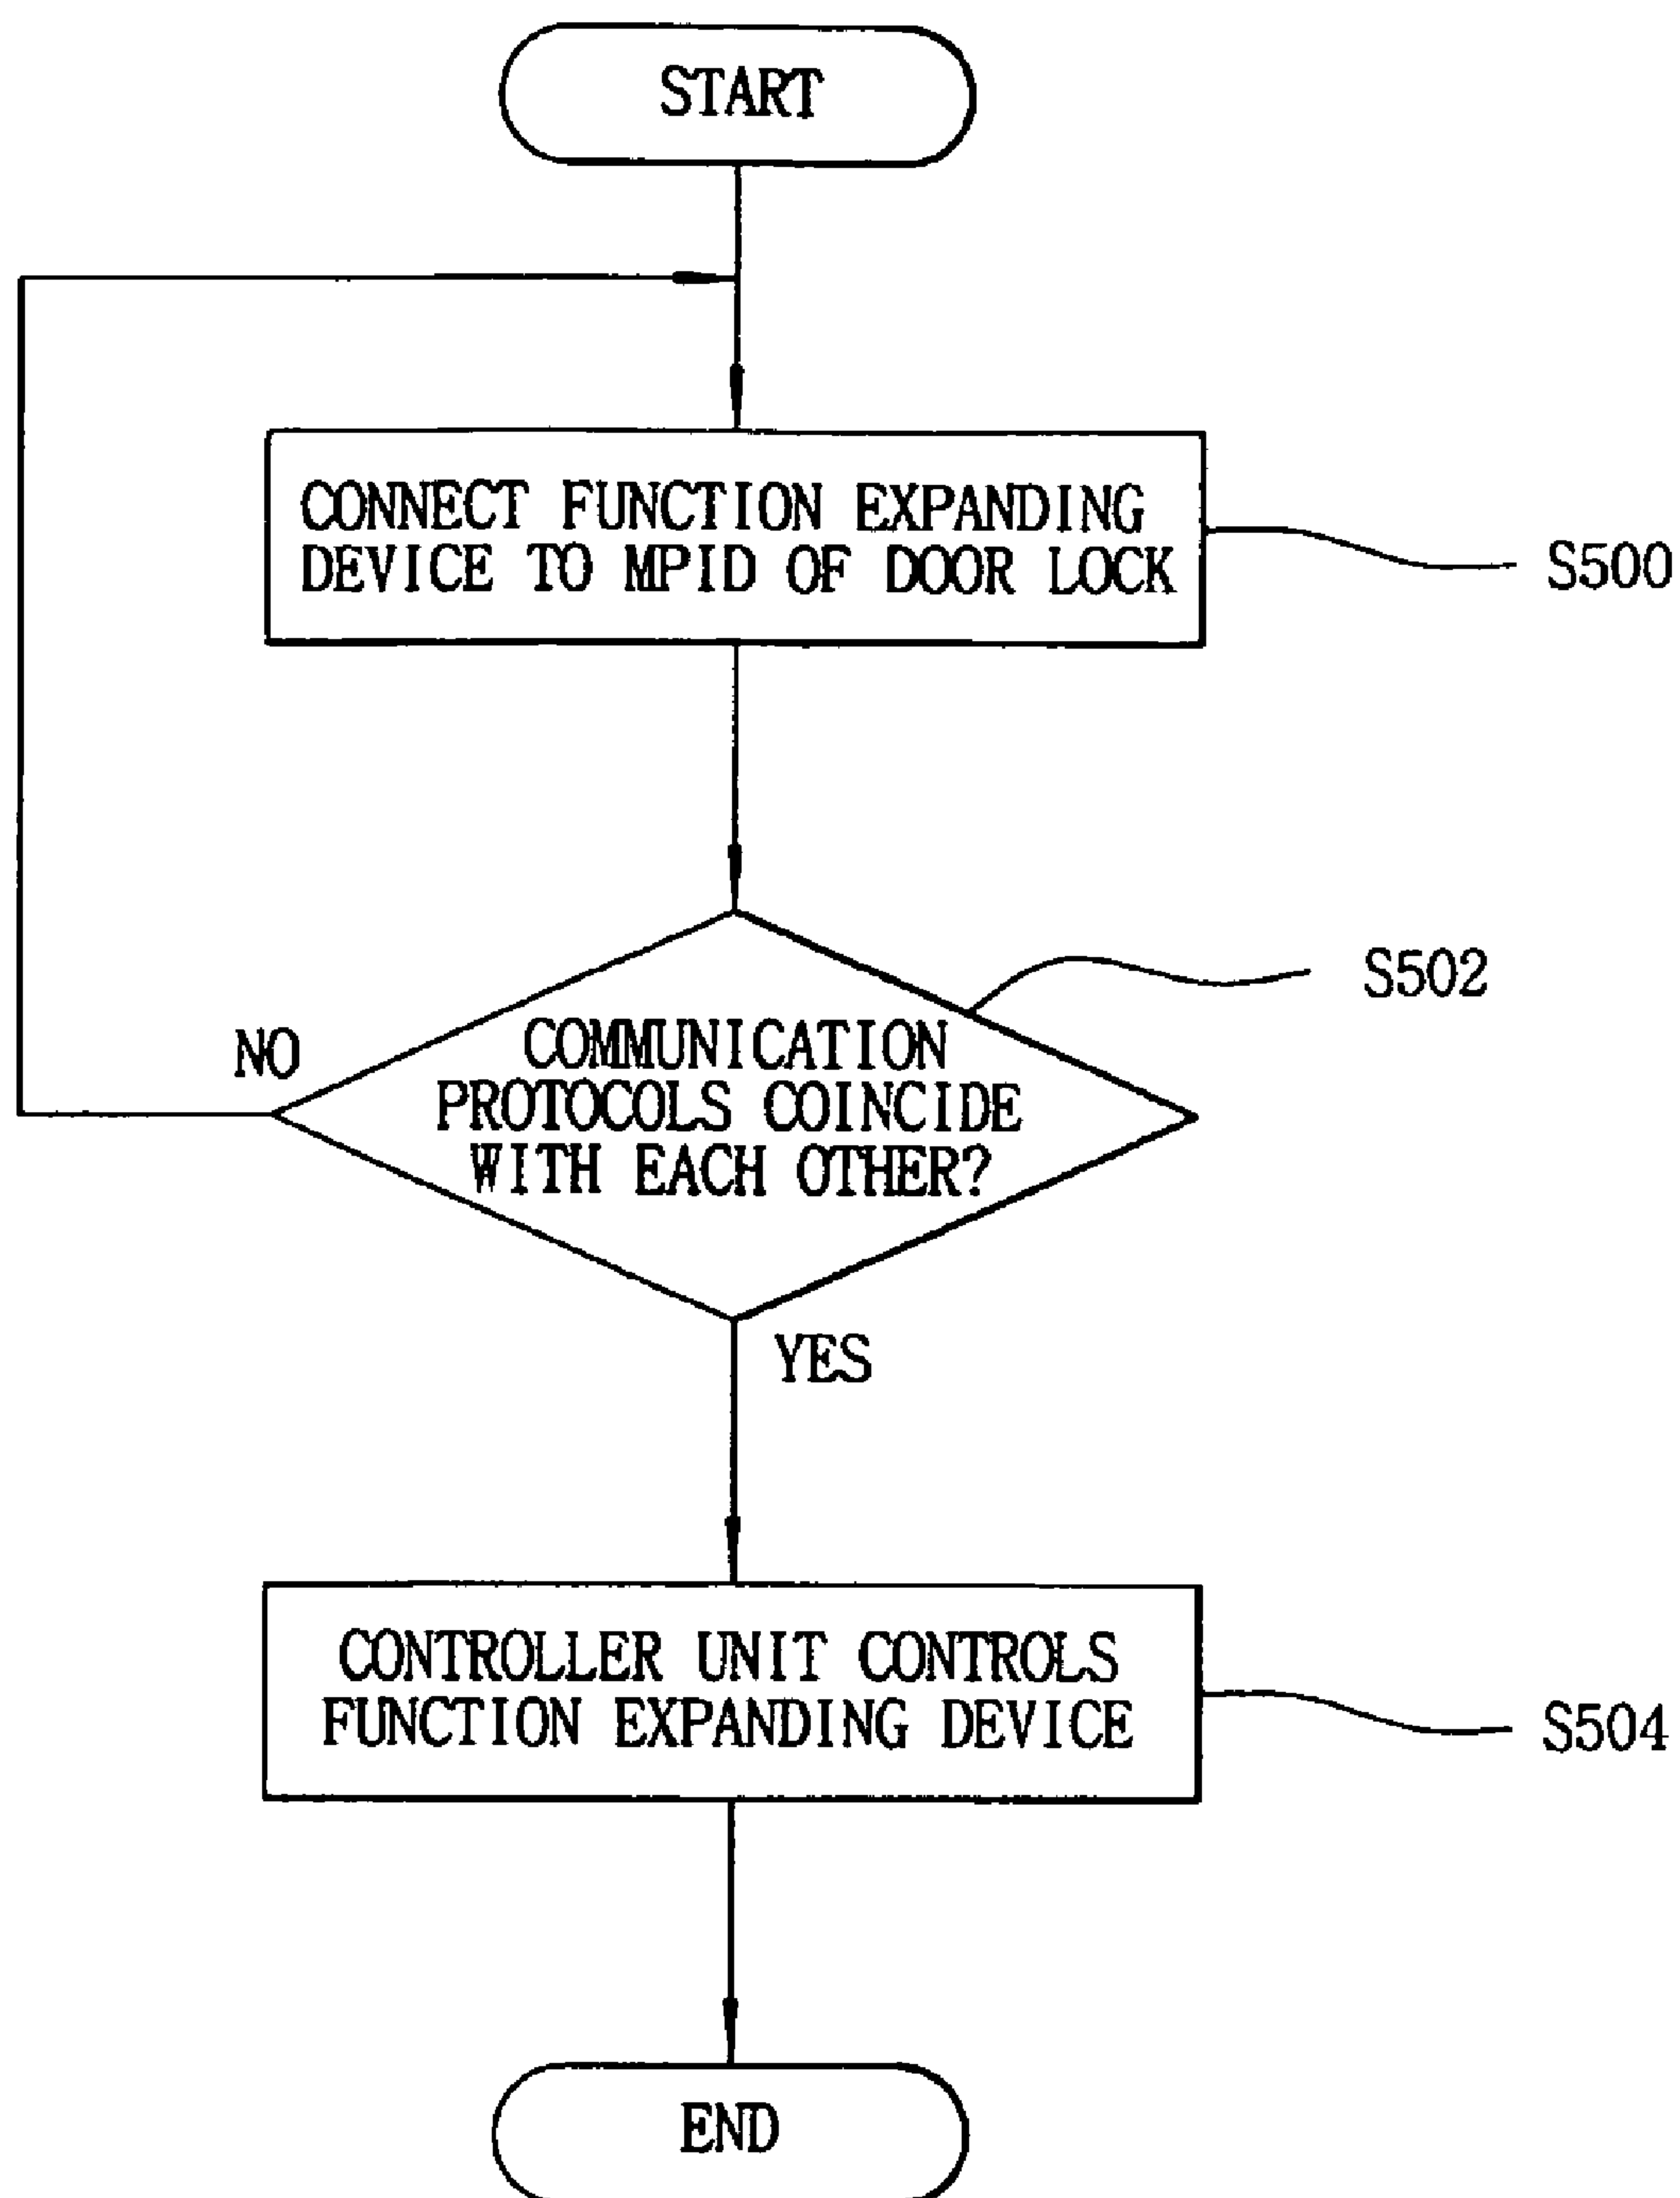 START
CONNECT FUNCTION EXPANDING
DEVICE TO MPID OF DOOR LOCK
S500
S502
NO
COMMUNICATION
PROTOCOLS COINCIDE
WITH EACH OTHER?
YES
CONTROLLER UNIT CONTROLS
FUNCTION EXPANDING DEVICE
S504
END